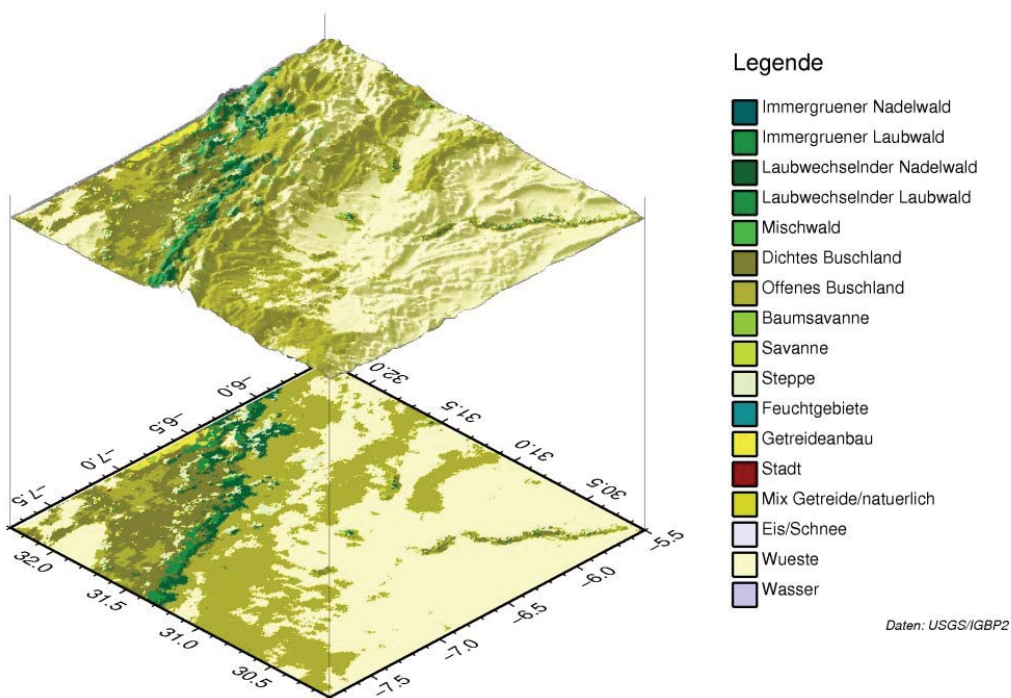 Legende
Immergruener Nadelwald
Immergruener Laubwald
Laubwechselnder Nadelwald
Laubwechselnder Laubwald
Mischwald
Dichtes Buschland
Offenes Buschland
Baumsavanne
Savanne
Steppe
Feuchtgebiete
Getreideanbau
Stadt
Mix Getreide/natuerlich
Eis/Schnee
Wueste
Wasser
Daten: USGS/IGBP2
-7.5
-7.0
-6.5
-6.0
32.0
31.5
31.0
30.5
-5.5
32.0
31.5
31.0
30.5
-7.5
-7.0
-6.5
-6.0